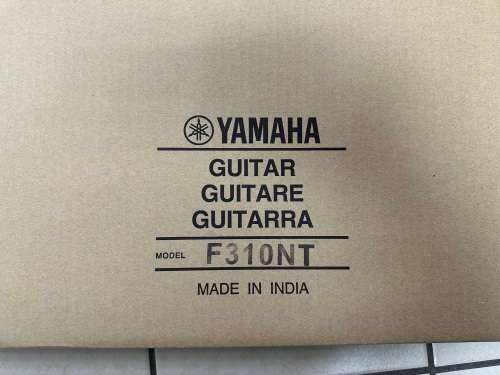 YAMAHA
GUITAR
GUITARE
GUITARRA
MODEL F310NT
MADE IN INDIA